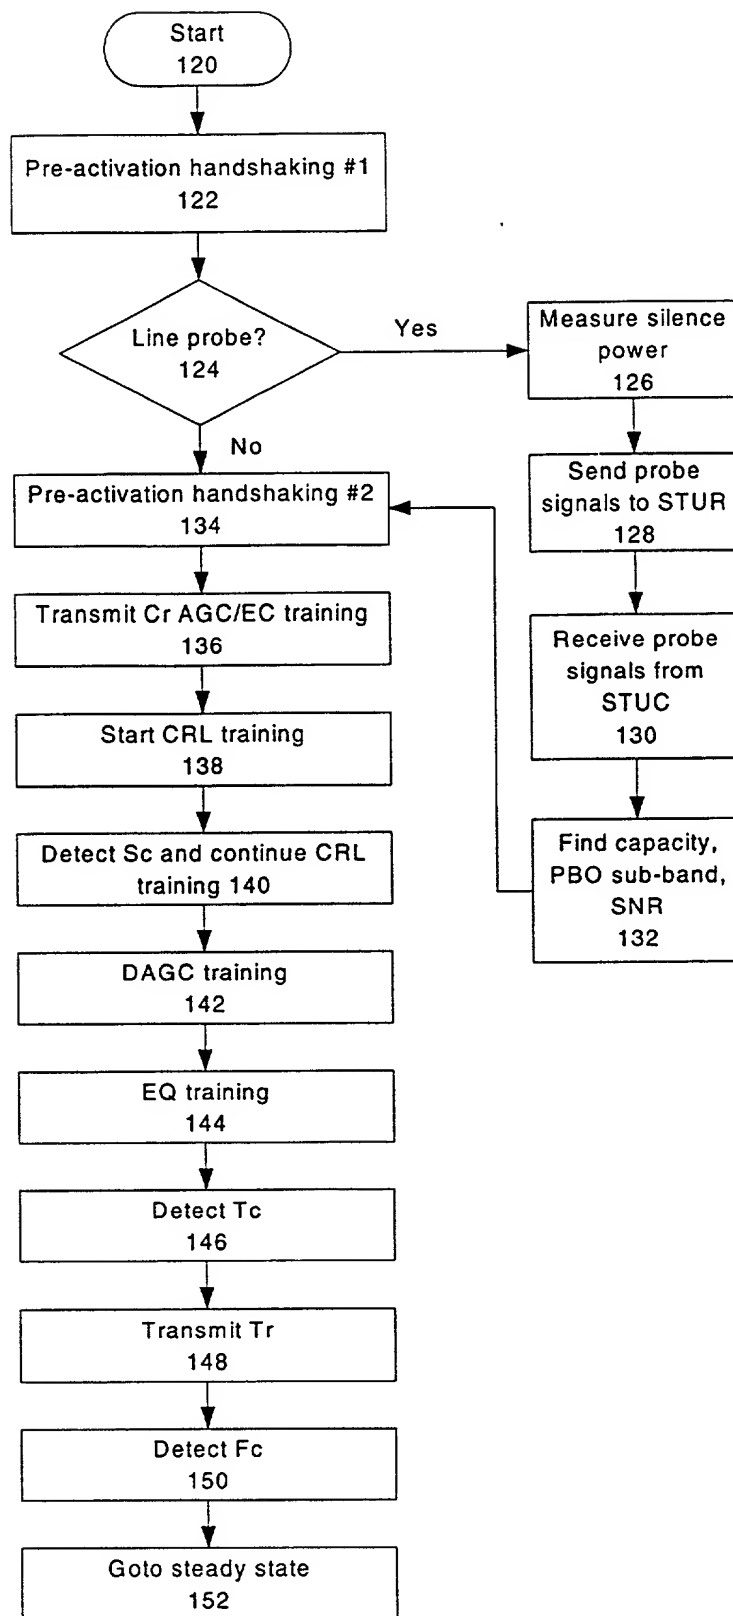 Start
120
Pre-activation handshaking #1
122
Line probe?
124
Yes
No
Measure silence
power
126
Send probe
signals to STUR
128
Receive probe
signals from
STUC
130
Find capacity,
PBO sub-band,
SNR
132
Pre-activation handshaking #2
134
Transmit Cr AGC/EC training
136
Start CRL training
138
Detect Sc and continue CRL
training 140
DAGC training
142
EQ training
144
Detect Tc
146
Transmit Tr
148
Detect Fc
150
Goto steady state
152